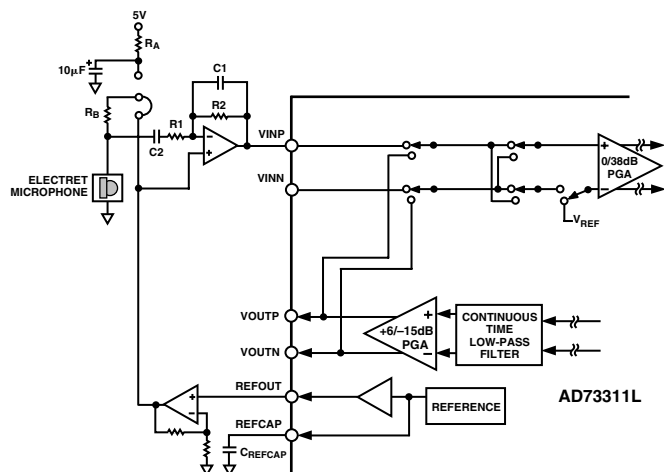 5V
RA
10µF
C1
R2
RB
R1
C2
VINP
VINN
ELECTRET
MICROPHONE
0/38dB
PGA
VREF
VOUTP
VOUTN
+6/–15dB
PGA
CONTINUOUS
TIME
LOW-PASS
FILTER
REFOUT
REFCAP
CREFCAP
REFERENCE
AD73311L